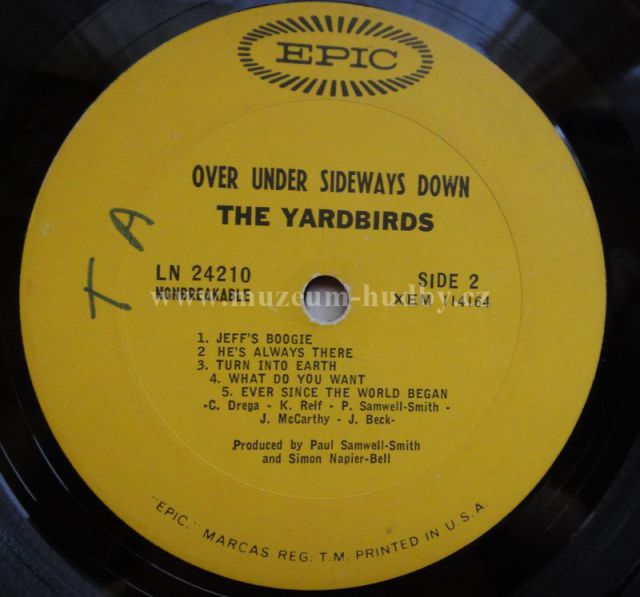 EPIC
OVER UNDER SIDEWAYS DOWN
THE YARDBIRDS
TA
LN 24210 SIDE 2
NONBREAKABLE XEM 114164
www.muzeum-hudby.cz
1. JEFF'S BOOGIE
2 HE'S ALWAYS THERE
3. TURN INTO EARTH
4. WHAT DO YOU WANT
5. EVER SINCE THE WORLD BEGAN
-C. Drega - K. Relf - P. Samwell-Smith -
J. McCarthy - J. Beck-
Produced by Paul Samwell-Smith
and Simon Napier-Bell
"EPIC," MARCAS REG. T.M. PRINTED IN U.S.A.